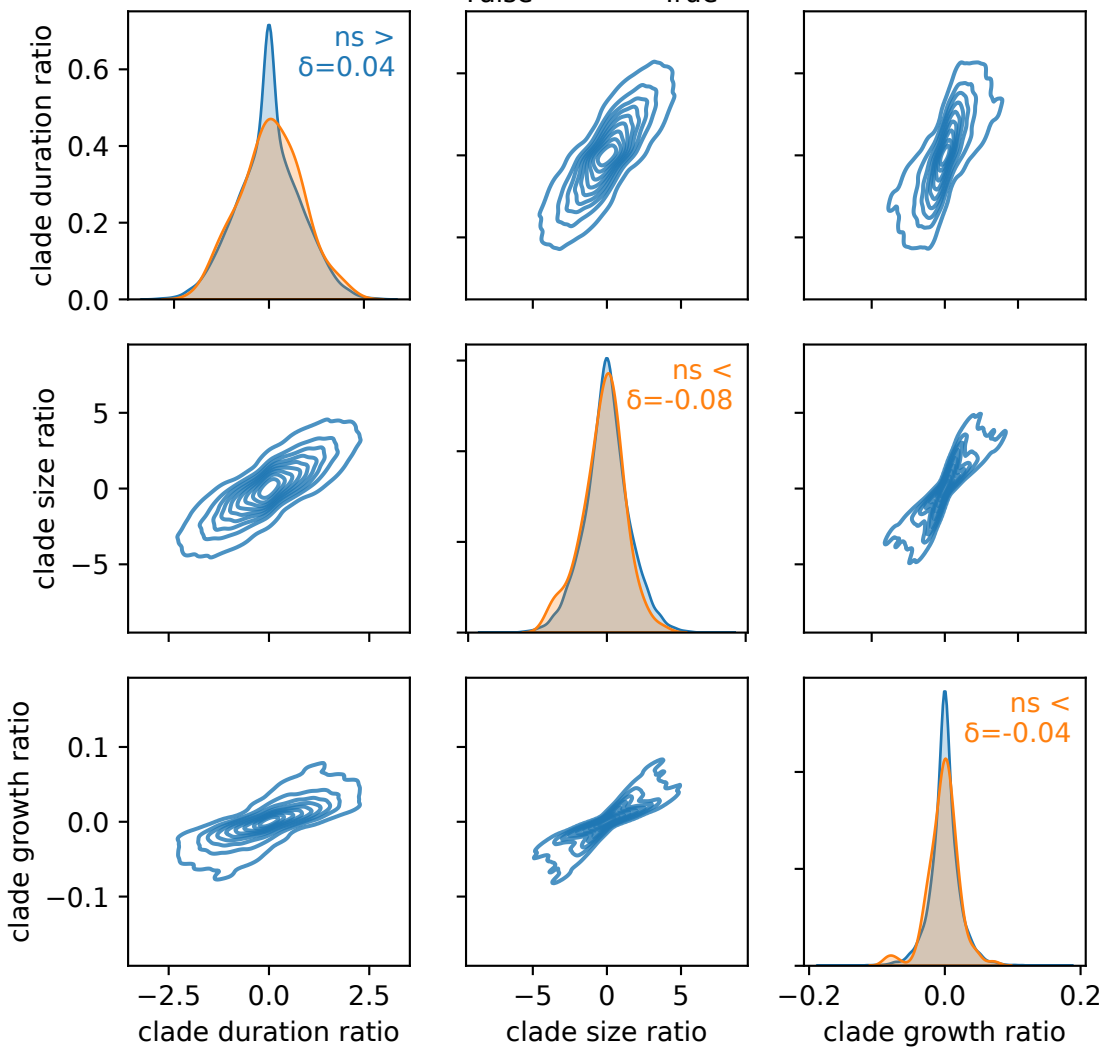 True
clade duration ratio
0.6
0.4
0.2
0.0
ns >
δ=0.04
clade size ratio
5
0
−5
ns <
δ=-0.08
clade growth ratio
0.1
0.0
−0.1
ns <
δ=-0.04
−2.5 0.0 2.5
clade duration ratio
−5 0 5
clade size ratio
−0.2 0.0 0.2
clade growth ratio